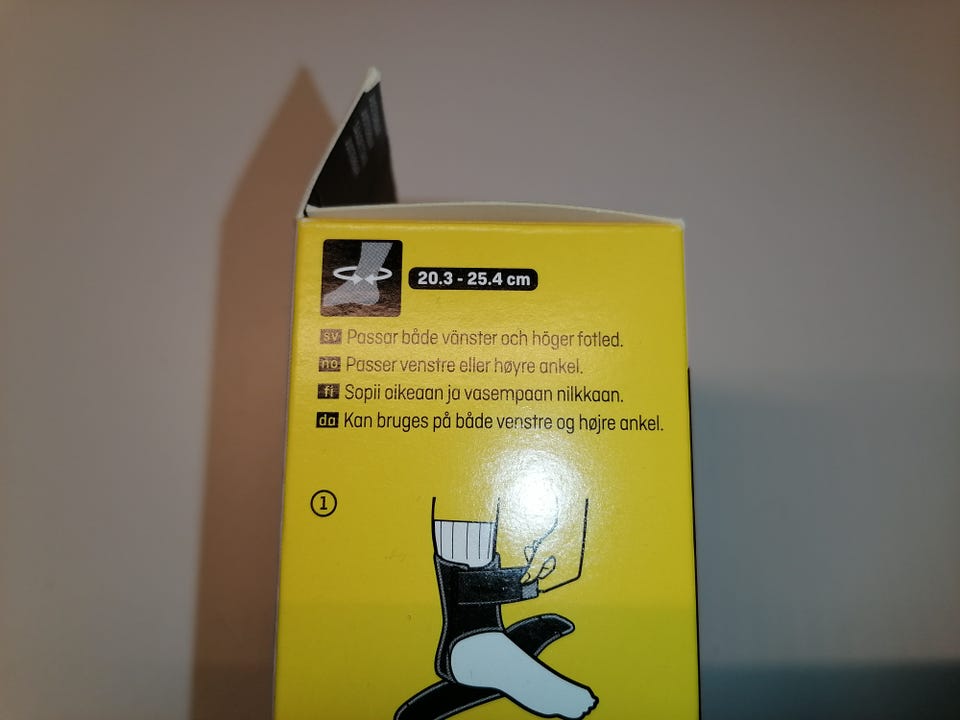 20.3 - 25.4 cm
sv Passar både vänster och höger fotled.
no Passer venstre eller høyre ankel.
fi Sopii oikeaan ja vasempaan nilkkaan.
da Kan bruges på både venstre og højre ankel.
1